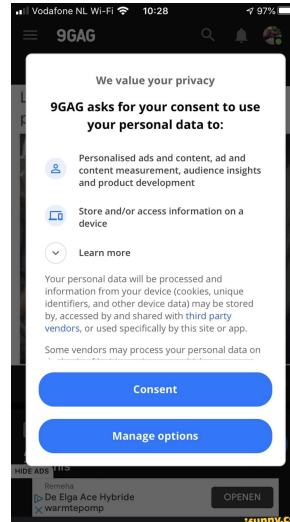 Vodafone NL Wi-Fi 10:28 97%
9GAG
We value your privacy
9GAG asks for your consent to use
your personal data to:
Personalised ads and content, ad and
content measurement, audience insights
and product development
Store and/or access information on a
device
Learn more
Your personal data will be processed and
information from your device (cookies, unique
identifiers, and other device data) may be stored
by, accessed by and shared with third party
vendors, or used specifically by this site or app.
Some vendors may process your personal data on
Consent
Manage options
HIDE ADS
Remeha
De Elga Ace Hybride
warmtepomp
OPENEN